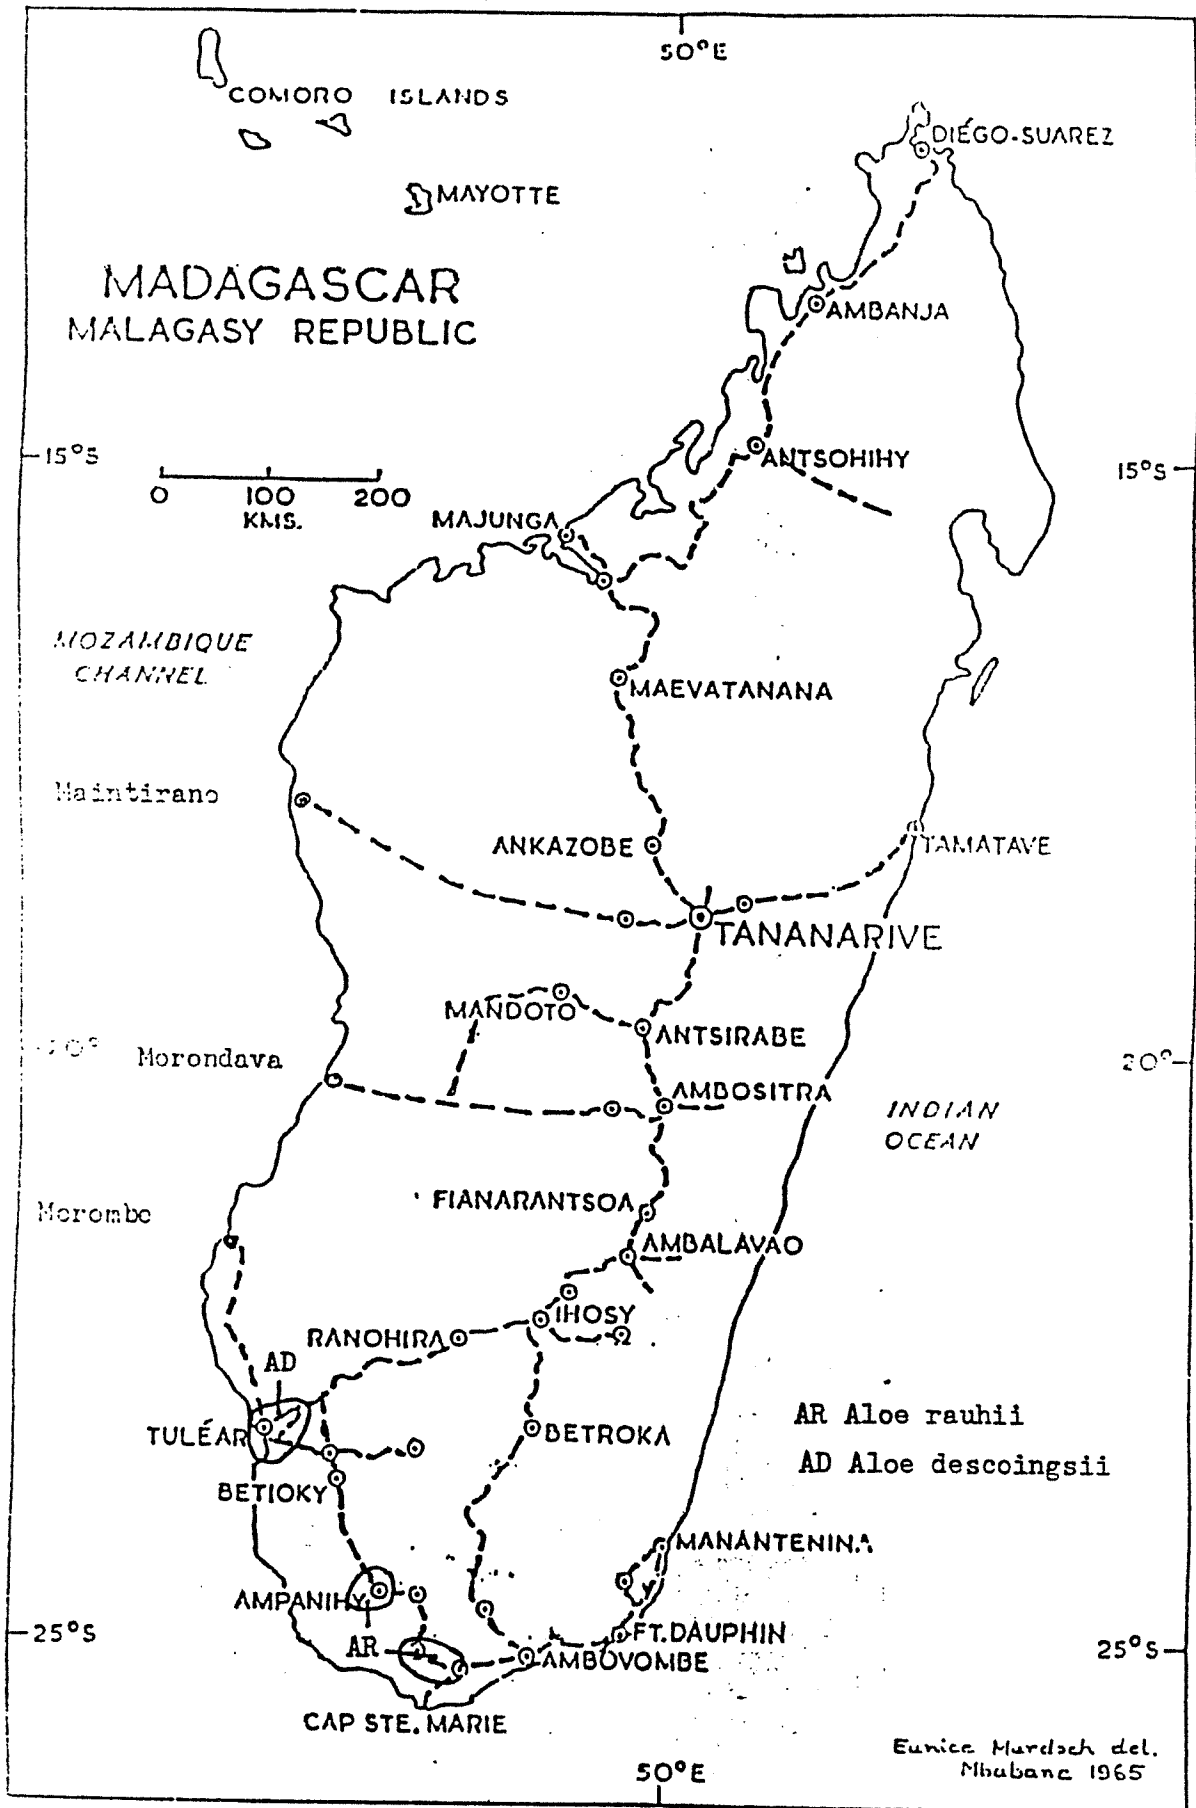 50°E
COMORO ISLANDS
DIÉGO-SUAREZ
MAYOTTE
MADAGASCAR
MALAGASY REPUBLIC
AMBANJA
15°S
15°S
ANTSOHIHY
0 100 200
KMS.
MAJUNGA
MOZAMBIQUE
CHANNEL
MAEVATANANA
Maintirano
ANKAZOBE
TAMATAVE
TANANARIVE
MANDOTO
ANTSIRABE
20°
Morondava
20°
AMBOSITRA
INDIAN
OCEAN
FIANARANTSOA
Morombe
AMBALAVAO
IHOSY
RANOHIRA
AD
AR Aloe rauhii
TULÉAR
BETROKA
AD Aloe descoingsii
BETIOKY
MANANTENINA
AMPANIHY
25°S
AR
FT. DAUPHIN
25°S
AMBOVOMBE
CAP STE. MARIE
Eunice Murdoch del.
Mbabane 1965
50°E